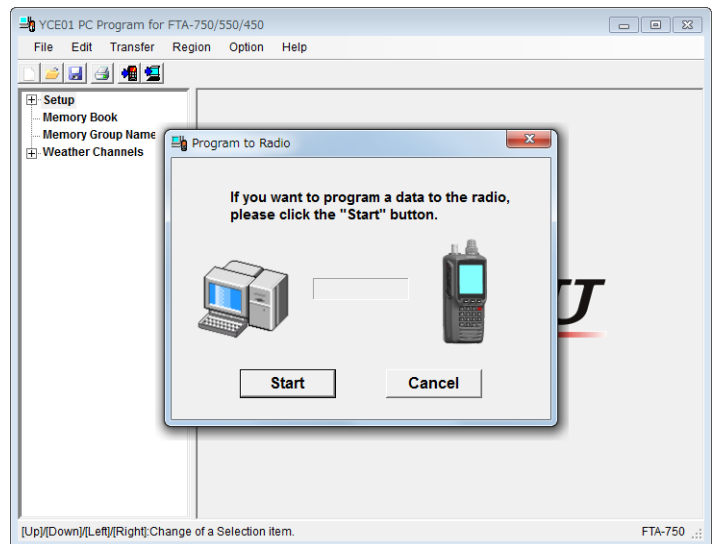 YCE01 PC Program for FTA-750/550/450
File Edit Transfer Region Option Help
Setup
Memory Book
Memory Group Name
Weather Channels
Program to Radio
If you want to program a data to the radio,
please click the "Start" button.
Start Cancel
[Up]/[Down]/[Left]/[Right]:Change of a Selection item. FTA-750